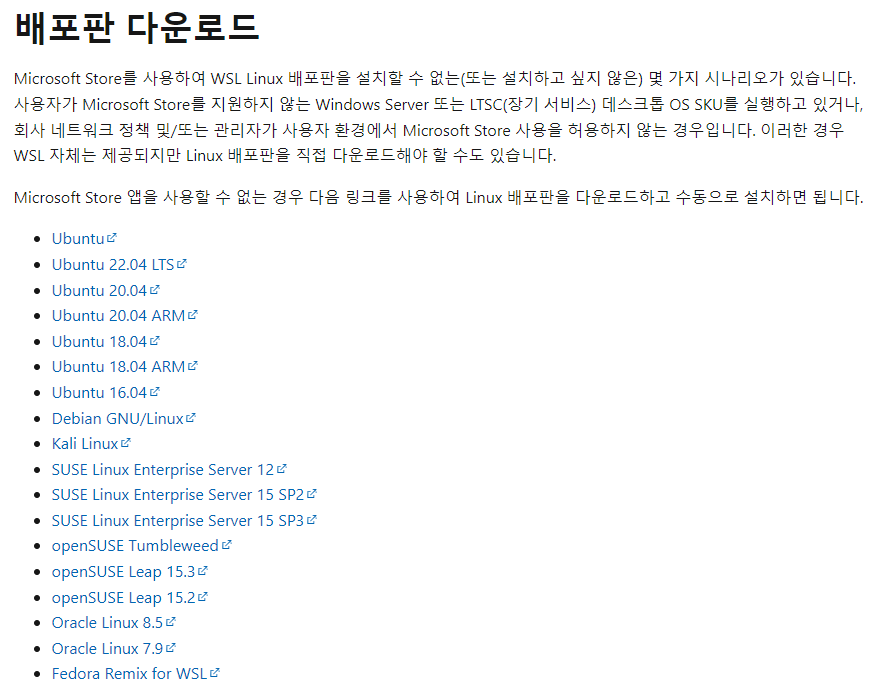 배포판 다운로드
Microsoft Store를 사용하여 WSL Linux 배포판을 설치할 수 없는(또는 설치하고 싶지 않은) 몇 가지 시나리오가 있습니다.
사용자가 Microsoft Store를 지원하지 않는 Windows Server 또는 LTSC(장기 서비스) 데스크톱 OS SKU를 실행하고 있거나,
회사 네트워크 정책 및/또는 관리자가 사용자 환경에서 Microsoft Store 사용을 허용하지 않는 경우입니다. 이러한 경우
WSL 자체는 제공되지만 Linux 배포판을 직접 다운로드해야 할 수도 있습니다.
Microsoft Store 앱을 사용할 수 없는 경우 다음 링크를 사용하여 Linux 배포판을 다운로드하고 수동으로 설치하면 됩니다.
Ubuntu
Ubuntu 22.04 LTS
Ubuntu 20.04
Ubuntu 20.04 ARM
Ubuntu 18.04
Ubuntu 18.04 ARM
Ubuntu 16.04
Debian GNU/Linux
Kali Linux
SUSE Linux Enterprise Server 12
SUSE Linux Enterprise Server 15 SP2
SUSE Linux Enterprise Server 15 SP3
openSUSE Tumbleweed
openSUSE Leap 15.3
openSUSE Leap 15.2
Oracle Linux 8.5
Oracle Linux 7.9
Fedora Remix for WSL